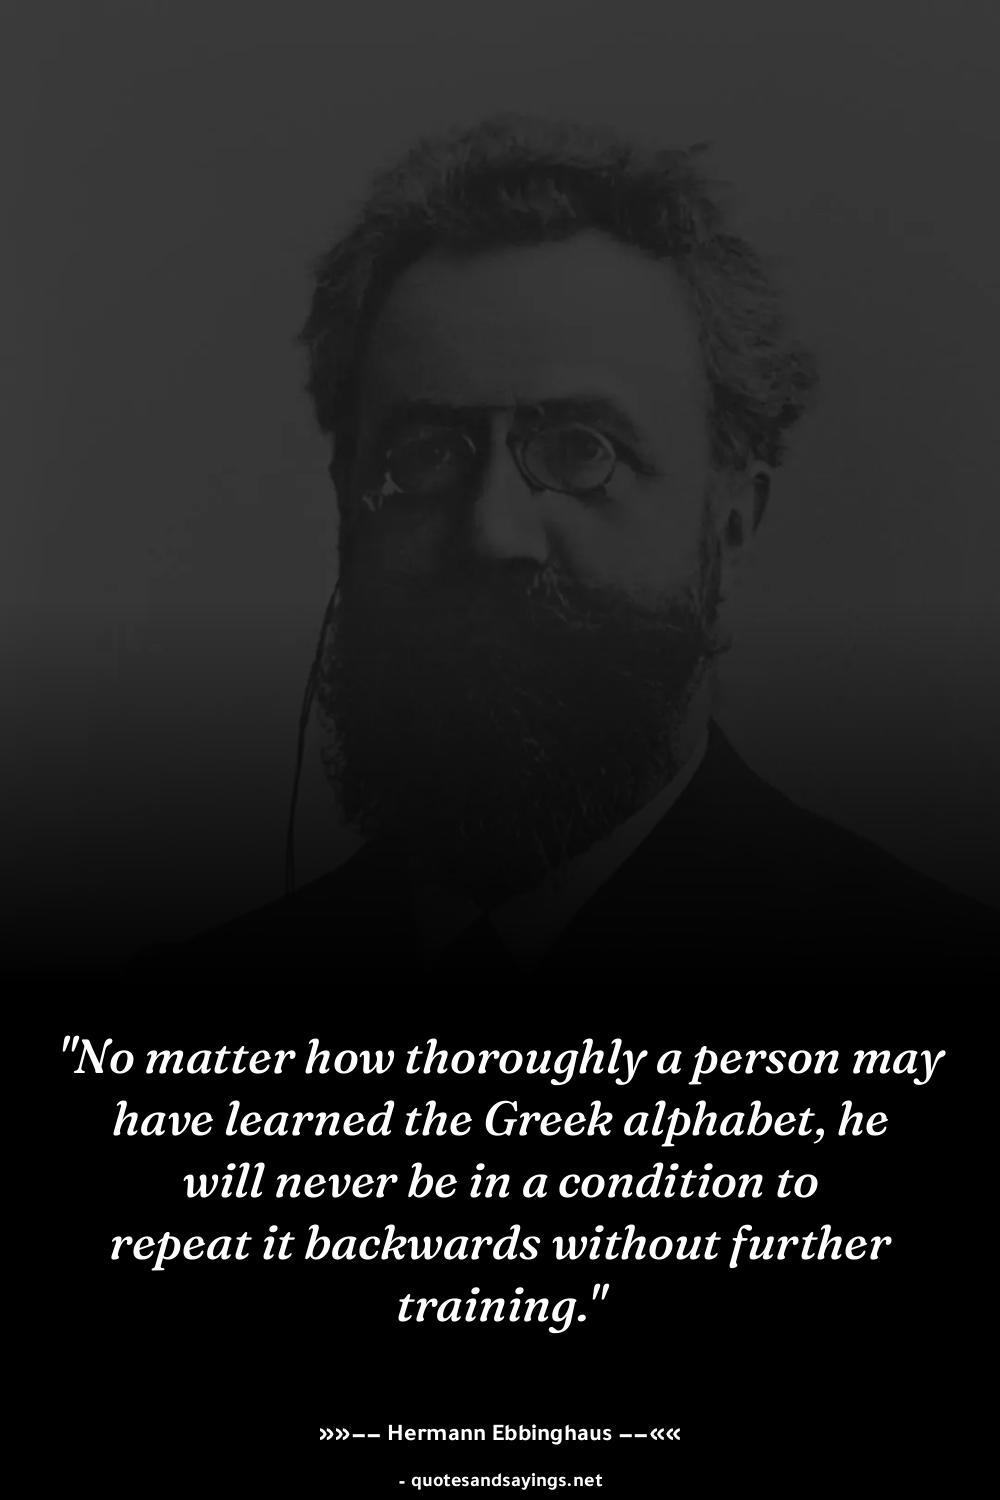 "No matter how thoroughly a person may
have learned the Greek alphabet, he
will never be in a condition to
repeat it backwards without further
training."
»»−− Hermann Ebbinghaus −−««
- quotesandsayings.net